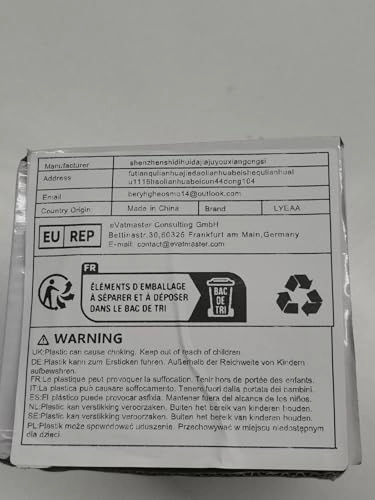 Manufacturer shenzhenshidihuidajiajuyouxiangongsi
Address futianqulianhuajiedaolianhuabeishequlianhual
u1116hao lianhuabeicun44dong104
Email beryhgheosmo14@outlook.com
Country Origin Made in China Brand LYEAA
EU REP
eVatmaster Consulting GmbH
Bettinastr.30,60325 Frankfurt am Main,Germany
E-mail: contact@evatmaster.com
FR
ÉLÉMENTS D'EMBALLAGE
À SÉPARER ET À DÉPOSER
DANS LE BAC DE TRI
BAC
DE
TRI
WARNING
UK:Plastic can cause choking. Keep out of reach of children.
DE:Plastik kann zum Ersticken führen. Außerhalb der Reichweite von Kindern
aufbewahren.
FR:Le plastique peut provoquer la suffocation. Tenir hors de portée des enfants.
IT:La plastica può causare soffocamento. Tenere fuori dalla portata dei bambini.
ES:El plástico puede provocar asfixia. Mantener fuera del alcance de los niños.
NL:Plastic kan verstikking veroorzaken. Buiten het bereik van kinderen houden.
SE:Plastic kan verstikking veroorzaken. Buiten het bereik van kinderen houden.
PL:Plastik może spowodować uduszenie. Przechowywać w miejscu niedostępnym
dla dzieci.